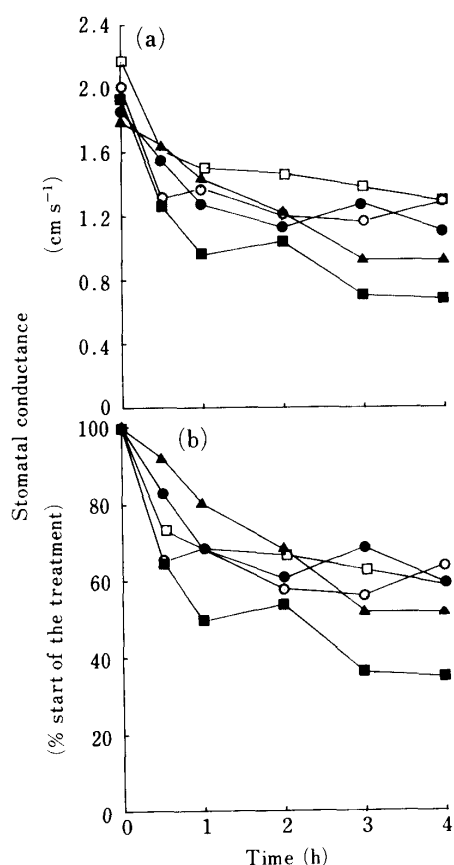 (a)
2.4
2.0
1.6
1.2
0.8
0.4
0
Stomatal conductance
(cm s⁻¹)
(b)
100
80
60
40
20
0
(% start of the treatment)
0 1 2 3 4
Time (h)